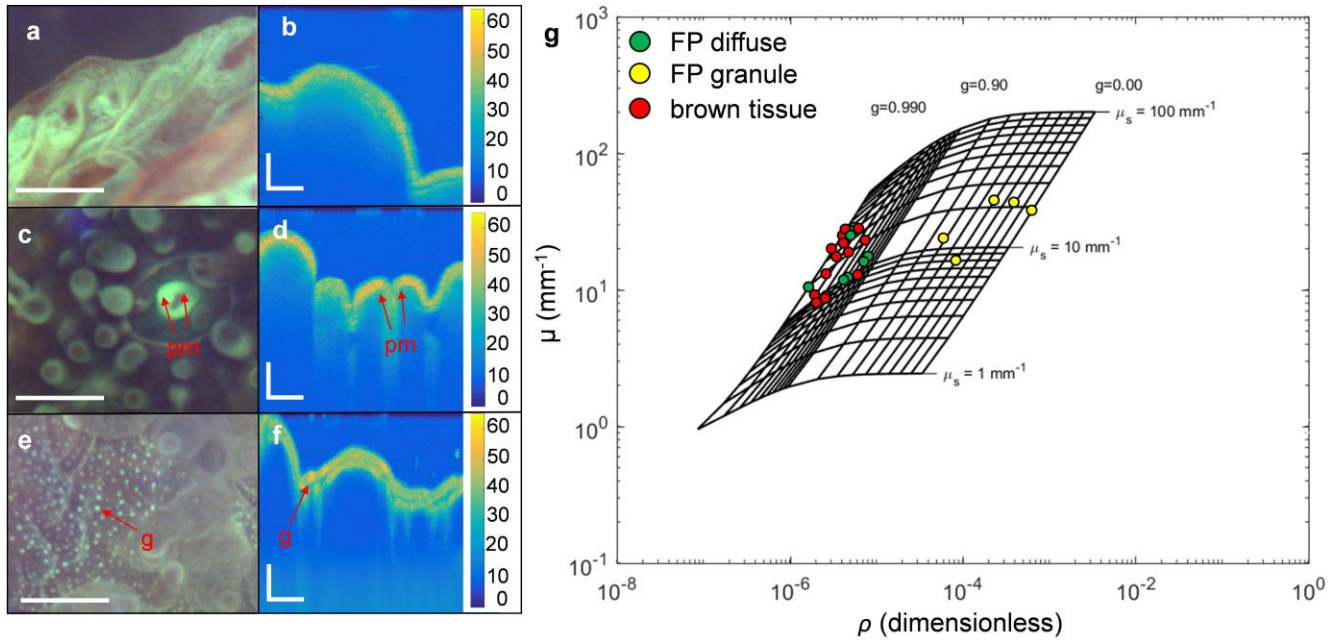 a
b
60
50
40
30
20
10
0
c
pm
d
pm
60
50
40
30
20
10
0
e
g
f
g
60
50
40
30
20
10
0
g
FP diffuse
FP granule
brown tissue
g=0.990
g=0.90
g=0.00
μs = 100 mm-1
μs = 10 mm-1
μs = 1 mm-1
μ (mm-1)
103
102
101
100
10-1
10-8
10-6
10-4
10-2
100
ρ (dimensionless)